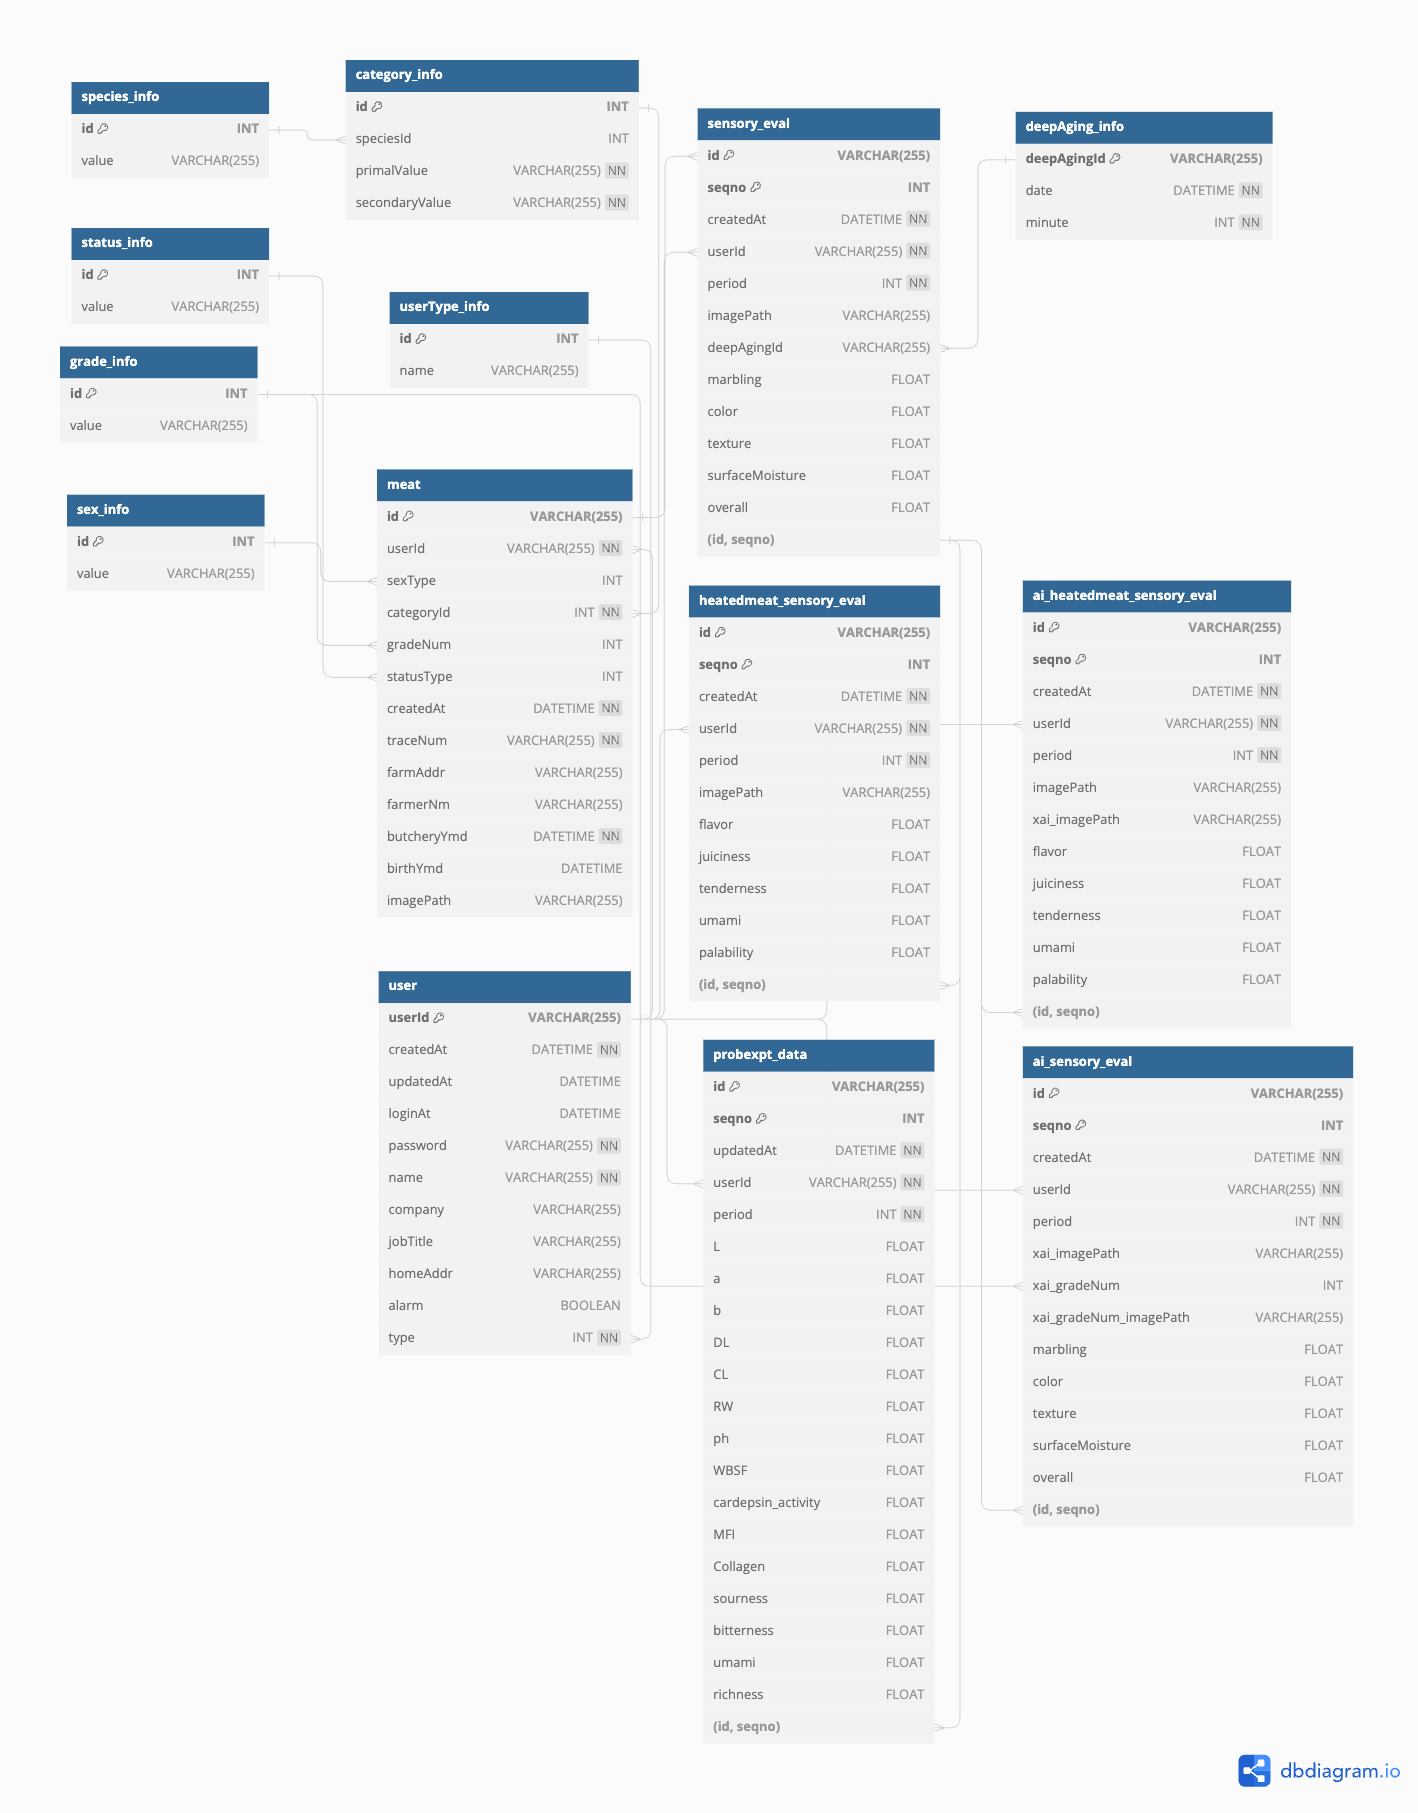 species_info
id INT
value VARCHAR(255)
category_info
id INT
speciesId INT
primalValue VARCHAR(255) NN
secondaryValue VARCHAR(255) NN
status_info
id INT
value VARCHAR(255)
grade_info
id INT
value VARCHAR(255)
sex_info
id INT
value VARCHAR(255)
userType_info
id INT
name VARCHAR(255)
meat
id VARCHAR(255)
userId VARCHAR(255) NN
sexType INT
categoryId INT NN
gradeNum INT
statusType INT
createdAt DATETIME NN
traceNum VARCHAR(255) NN
farmAddr VARCHAR(255)
farmerNm VARCHAR(255)
butcheryYmd DATETIME NN
birthYmd DATETIME
imagePath VARCHAR(255)
user
userId VARCHAR(255)
createdAt DATETIME NN
updatedAt DATETIME
loginAt DATETIME
password VARCHAR(255) NN
name VARCHAR(255) NN
company VARCHAR(255)
jobTitle VARCHAR(255)
homeAddr VARCHAR(255)
alarm BOOLEAN
type INT NN
sensory_eval
id VARCHAR(255)
seqno INT
createdAt DATETIME NN
userId VARCHAR(255) NN
period INT NN
imagePath VARCHAR(255)
deepAgingId VARCHAR(255)
marbling FLOAT
color FLOAT
texture FLOAT
surfaceMoisture FLOAT
overall FLOAT
(id, seqno)
deepAging_info
deepAgingId VARCHAR(255)
date DATETIME NN
minute INT NN
heatedmeat_sensory_eval
id VARCHAR(255)
seqno INT
createdAt DATETIME NN
userId VARCHAR(255) NN
period INT NN
imagePath VARCHAR(255)
flavor FLOAT
juiciness FLOAT
tenderness FLOAT
umami FLOAT
palability FLOAT
(id, seqno)
ai_heatedmeat_sensory_eval
id VARCHAR(255)
seqno INT
createdAt DATETIME NN
userId VARCHAR(255) NN
period INT NN
imagePath VARCHAR(255)
xai_imagePath VARCHAR(255)
flavor FLOAT
juiciness FLOAT
tenderness FLOAT
umami FLOAT
palability FLOAT
(id, seqno)
probexpt_data
id VARCHAR(255)
seqno INT
updatedAt DATETIME NN
userId VARCHAR(255) NN
period INT NN
L FLOAT
a FLOAT
b FLOAT
DL FLOAT
CL FLOAT
RW FLOAT
ph FLOAT
WBSF FLOAT
cardepsin_activity FLOAT
MFI FLOAT
Collagen FLOAT
sourness FLOAT
bitterness FLOAT
umami FLOAT
richness FLOAT
(id, seqno)
ai_sensory_eval
id VARCHAR(255)
seqno INT
createdAt DATETIME NN
userId VARCHAR(255) NN
period INT NN
xai_imagePath VARCHAR(255)
xai_gradeNum INT
xai_gradeNum_imagePath VARCHAR(255)
marbling FLOAT
color FLOAT
texture FLOAT
surfaceMoisture FLOAT
overall FLOAT
(id, seqno)
dbdiagram.io